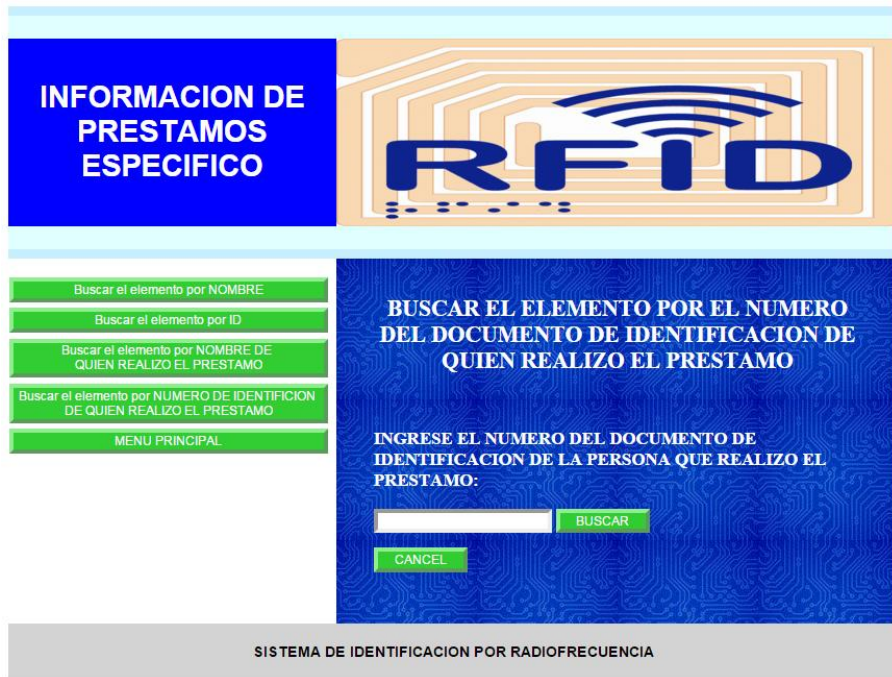 INFORMACION DE
PRESTAMOS
ESPECIFICO
RFID
Buscar el elemento por NOMBRE
Buscar el elemento por ID
Buscar el elemento por NOMBRE DE
QUIEN REALIZO EL PRESTAMO
Buscar el elemento por NUMERO DE IDENTIFICION
DE QUIEN REALIZO EL PRESTAMO
MENU PRINCIPAL
BUSCAR EL ELEMENTO POR EL NUMERO
DEL DOCUMENTO DE IDENTIFICACION DE
QUIEN REALIZO EL PRESTAMO
INGRESE EL NUMERO DEL DOCUMENTO DE
IDENTIFICACION DE LA PERSONA QUE REALIZO EL
PRESTAMO:
BUSCAR
CANCEL
SISTEMA DE IDENTIFICACION POR RADIOFRECUENCIA